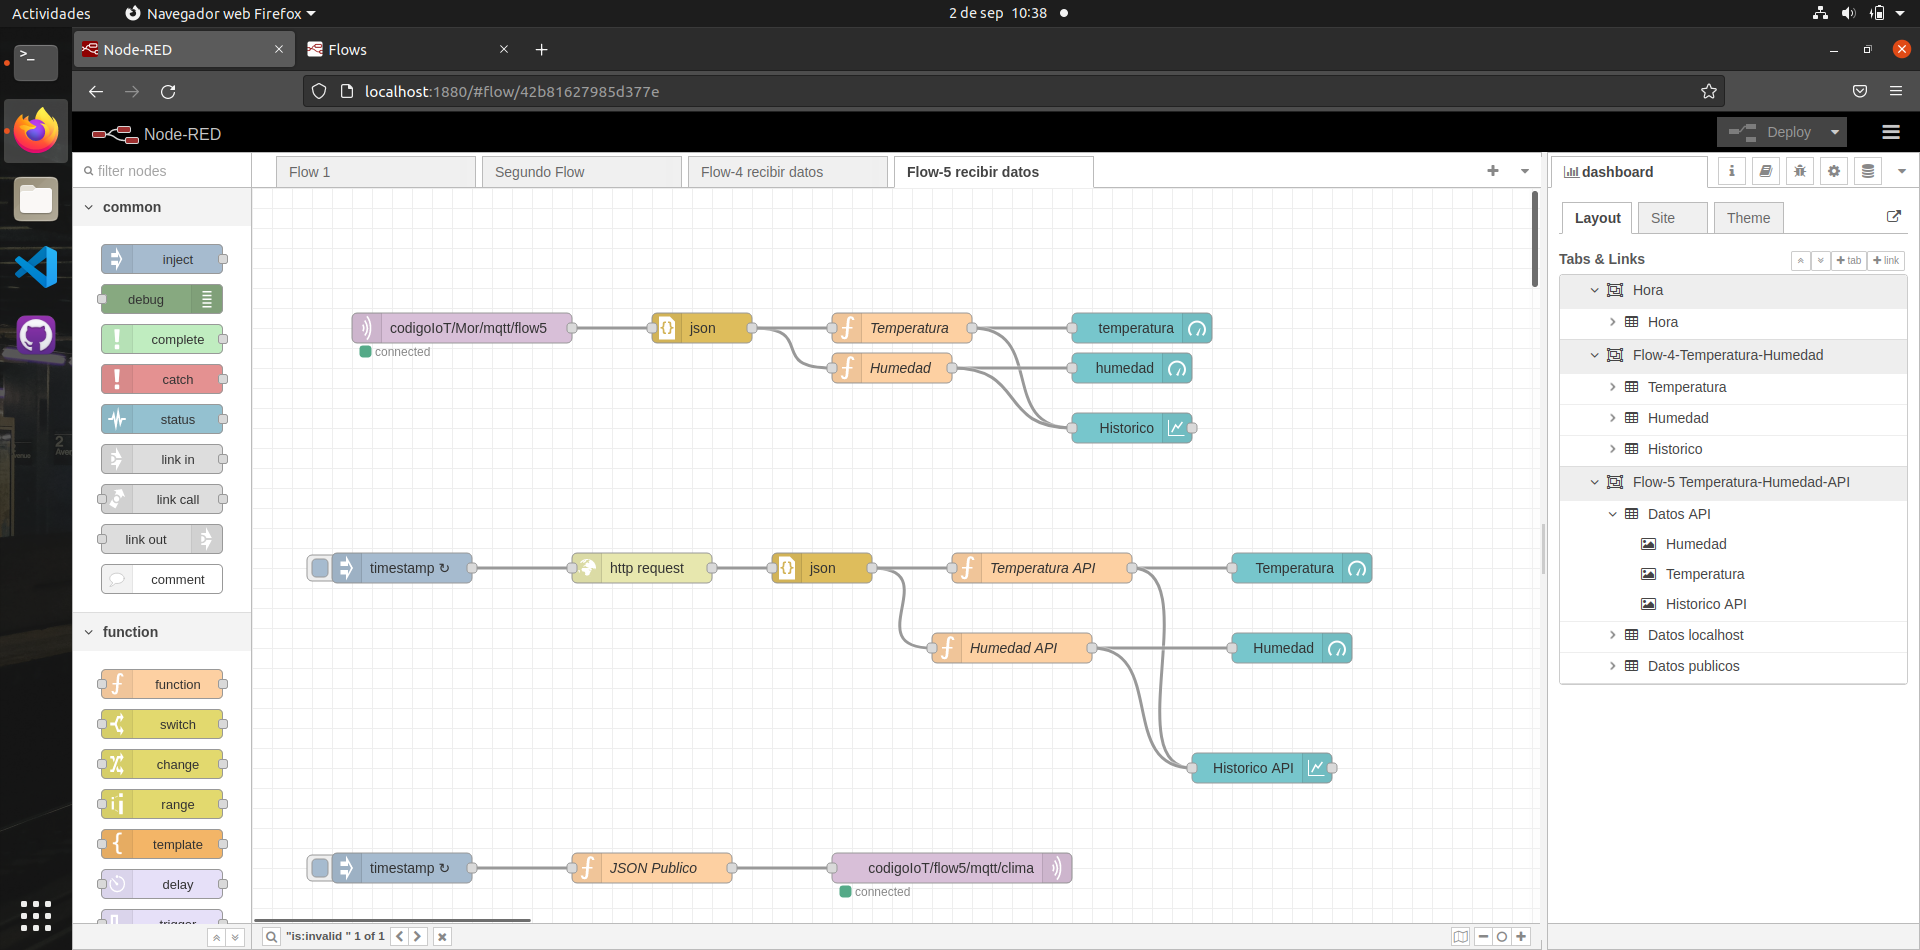 Actividades
Navegador web Firefox
2 de sep 10:38
Node-RED
Flows
localhost:1880/#flow/42b81627985d377e
Node-RED
Deploy
filter nodes
Flow 1
Segundo Flow
Flow-4 recibir datos
Flow-5 recibir datos
dashboard
common
inject
debug
complete
catch
status
link in
link call
link out
comment
function
function
switch
change
range
template
delay
trigger
codigoIoT/Mor/mqtt/flow5
connected
json
Temperatura
temperatura
Humedad
humedad
Historico
timestamp ↻
http request
json
Temperatura API
Temperatura
Humedad API
Humedad
Historico API
timestamp ↻
JSON Publico
codigoIoT/flow5/mqtt/clima
connected
"is:invalid " 1 of 1
Layout
Site
Theme
Tabs & Links
tab
link
Hora
Hora
Flow-4-Temperatura-Humedad
Temperatura
Humedad
Historico
Flow-5 Temperatura-Humedad-API
Datos API
Humedad
Temperatura
Historico API
Datos localhost
Datos publicos